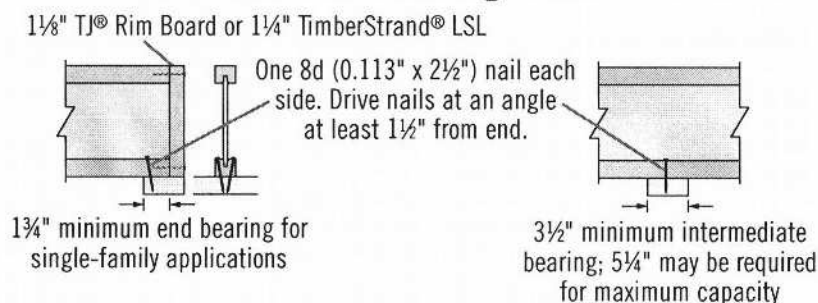 1⅛" TJ® Rim Board or 1¼" TimberStrand® LSL
One 8d (0.113" x 2½") nail each
side. Drive nails at an angle
at least 1½" from end.
1¾" minimum end bearing for
single-family applications
3½" minimum intermediate
bearing; 5¼" may be required
for maximum capacity